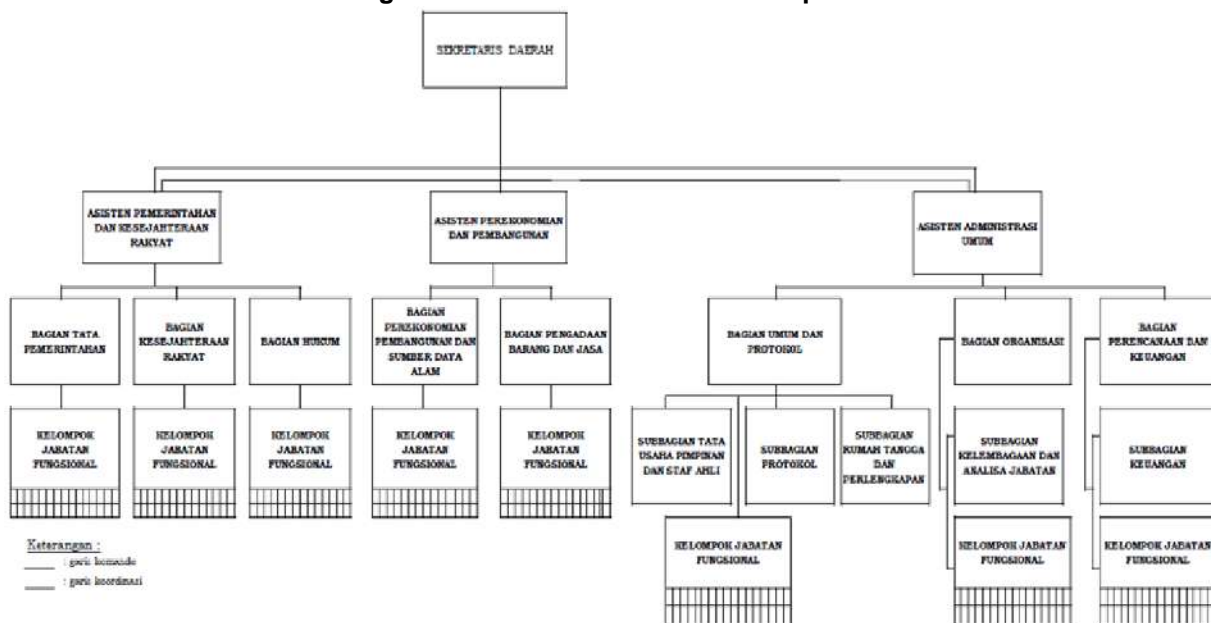 SEKRETARIS DAERAH
ASISTEN PEMERINTAHAN
DAN KESEJAHTERAAN
RAKYAT
ASISTEN PEREKONOMIAN
DAN PEMBANGUNAN
ASISTEN ADMINISTRASI
UMUM
BAGIAN TATA
PEMERINTAHAN
BAGIAN
KESEJAHTERAAN
RAKYAT
BAGIAN HUKUM
BAGIAN
PEREKONOMIAN
PEMBANGUNAN DAN
SUMBER DAYA
ALAM
BAGIAN PENGADAAN
BARANG DAN JASA
BAGIAN UMUM DAN
PROTOKOL
BAGIAN ORGANISASI
BAGIAN
PERENCANAAN DAN
KEUANGAN
KELOMPOK
JABATAN
FUNGSIONAL
KELOMPOK
JABATAN
FUNGSIONAL
KELOMPOK
JABATAN
FUNGSIONAL
KELOMPOK
JABATAN
FUNGSIONAL
KELOMPOK
JABATAN
FUNGSIONAL
SUBBAGIAN TATA
USAHA PIMPINAN
DAN STAF AHLI
SUBBAGIAN
PROTOKOL
SUBBAGIAN
RUMAH TANGGA
DAN
PERLENGKAPAN
SUBBAGIAN
KELEMBAGAAN DAN
ANALISA JABATAN
SUBBAGIAN
KEUANGAN
KELOMPOK JABATAN
FUNGSIONAL
KELOMPOK JABATAN
FUNGSIONAL
KELOMPOK JABATAN
FUNGSIONAL
Keterangan :
: garis komando
: garis koordinasi